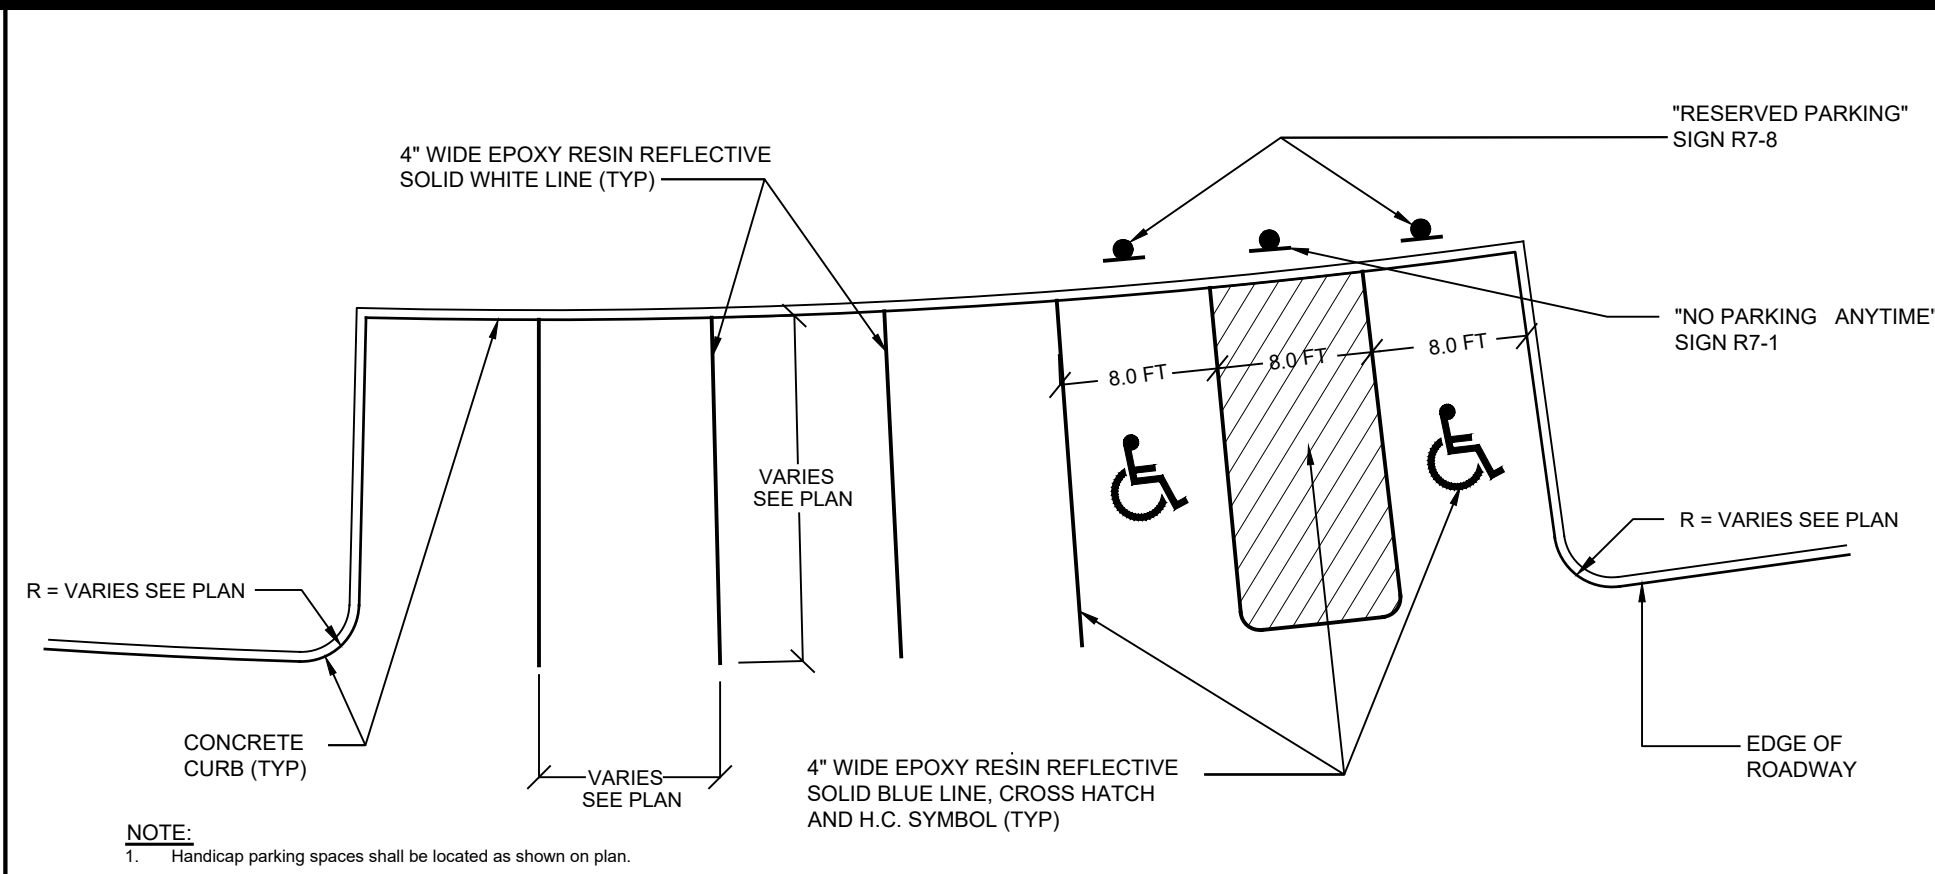 "RESERVED PARKING"
SIGN R7-8
4" WIDE EPOXY RESIN REFLECTIVE
SOLID WHITE LINE (TYP)
"NO PARKING ANYTIME"
SIGN R7-1
8.0 FT
8.0 FT
8.0 FT
VARIES
SEE PLAN
R = VARIES SEE PLAN
R = VARIES SEE PLAN
CONCRETE
CURB (TYP)
VARIES
SEE PLAN
4" WIDE EPOXY RESIN REFLECTIVE
SOLID BLUE LINE, CROSS HATCH
AND H.C. SYMBOL (TYP)
EDGE OF
ROADWAY
NOTE:
1. Handicap parking spaces shall be located as shown on plan.